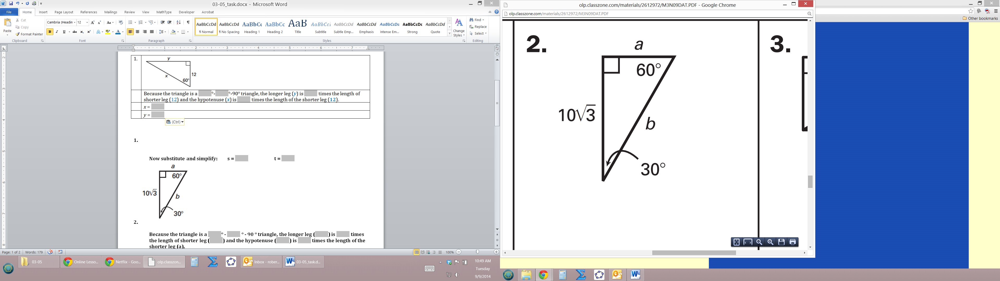 03-05_task.docx - Microsoft Word
File Home Insert Page Layout References Mailings Review View MathType Developer Acrobat
Cut
Copy
Format Painter
Paste
Cambria (Headin 12
AaBbCcDd AaBbCcDd AaBbCc AaBbCc AaB AaBbCcI AaBbCcDd AaBbCcDd AaBbCcDc AaBbCcDc AaBbCcDd
¶ Normal ¶ No Spacing Heading 1 Heading 2 Title Subtitle Subtle Emp... Emphasis Intense Em... Strong Quote
Change Styles
Find
Replace
Select
Clipboard Font Paragraph Styles Editing
1.
y
12
x
60°
Because the triangle is a °- °-90° triangle, the longer leg (y) is times the length of
shorter leg (12) and the hypotenuse (x) is times the length of the shorter leg (12).
x =
y =
(Ctrl)
1.
Now substitute and simplify: s = t =
a
60°
10√3
b
30°
2.
Because the triangle is a ° - ° - 90 ° triangle, the longer leg ( ) is times
the length of shorter leg ( ) and the hypotenuse ( ) is times the length of the
shorter leg (a).
Page: 1 of 2 Words: 179 100%
03-05 Online Lesso... Netflix - Goo... olp.classzon... Inbox - rober... 03-05_task.d...
10:49 AM
Tuesday
9/9/2014
olp.classzone.com/materials/2612972/M3N09DAT.PDF - Google Chrome
olp.classzone.com/materials/2612972/M3N09DAT.PDF
Other bookmarks
2.
a
60°
10√3
b
30°
3.